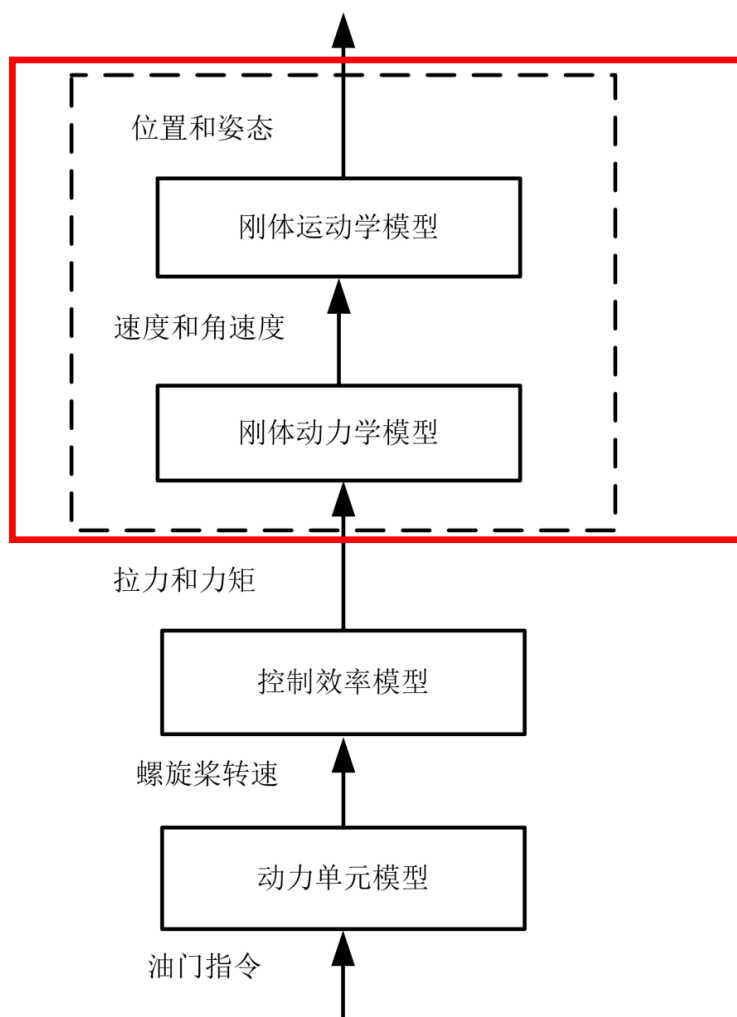 位置和姿态
刚体运动学模型
速度和角速度
刚体动力学模型
拉力和力矩
控制效率模型
螺旋桨转速
动力单元模型
油门指令